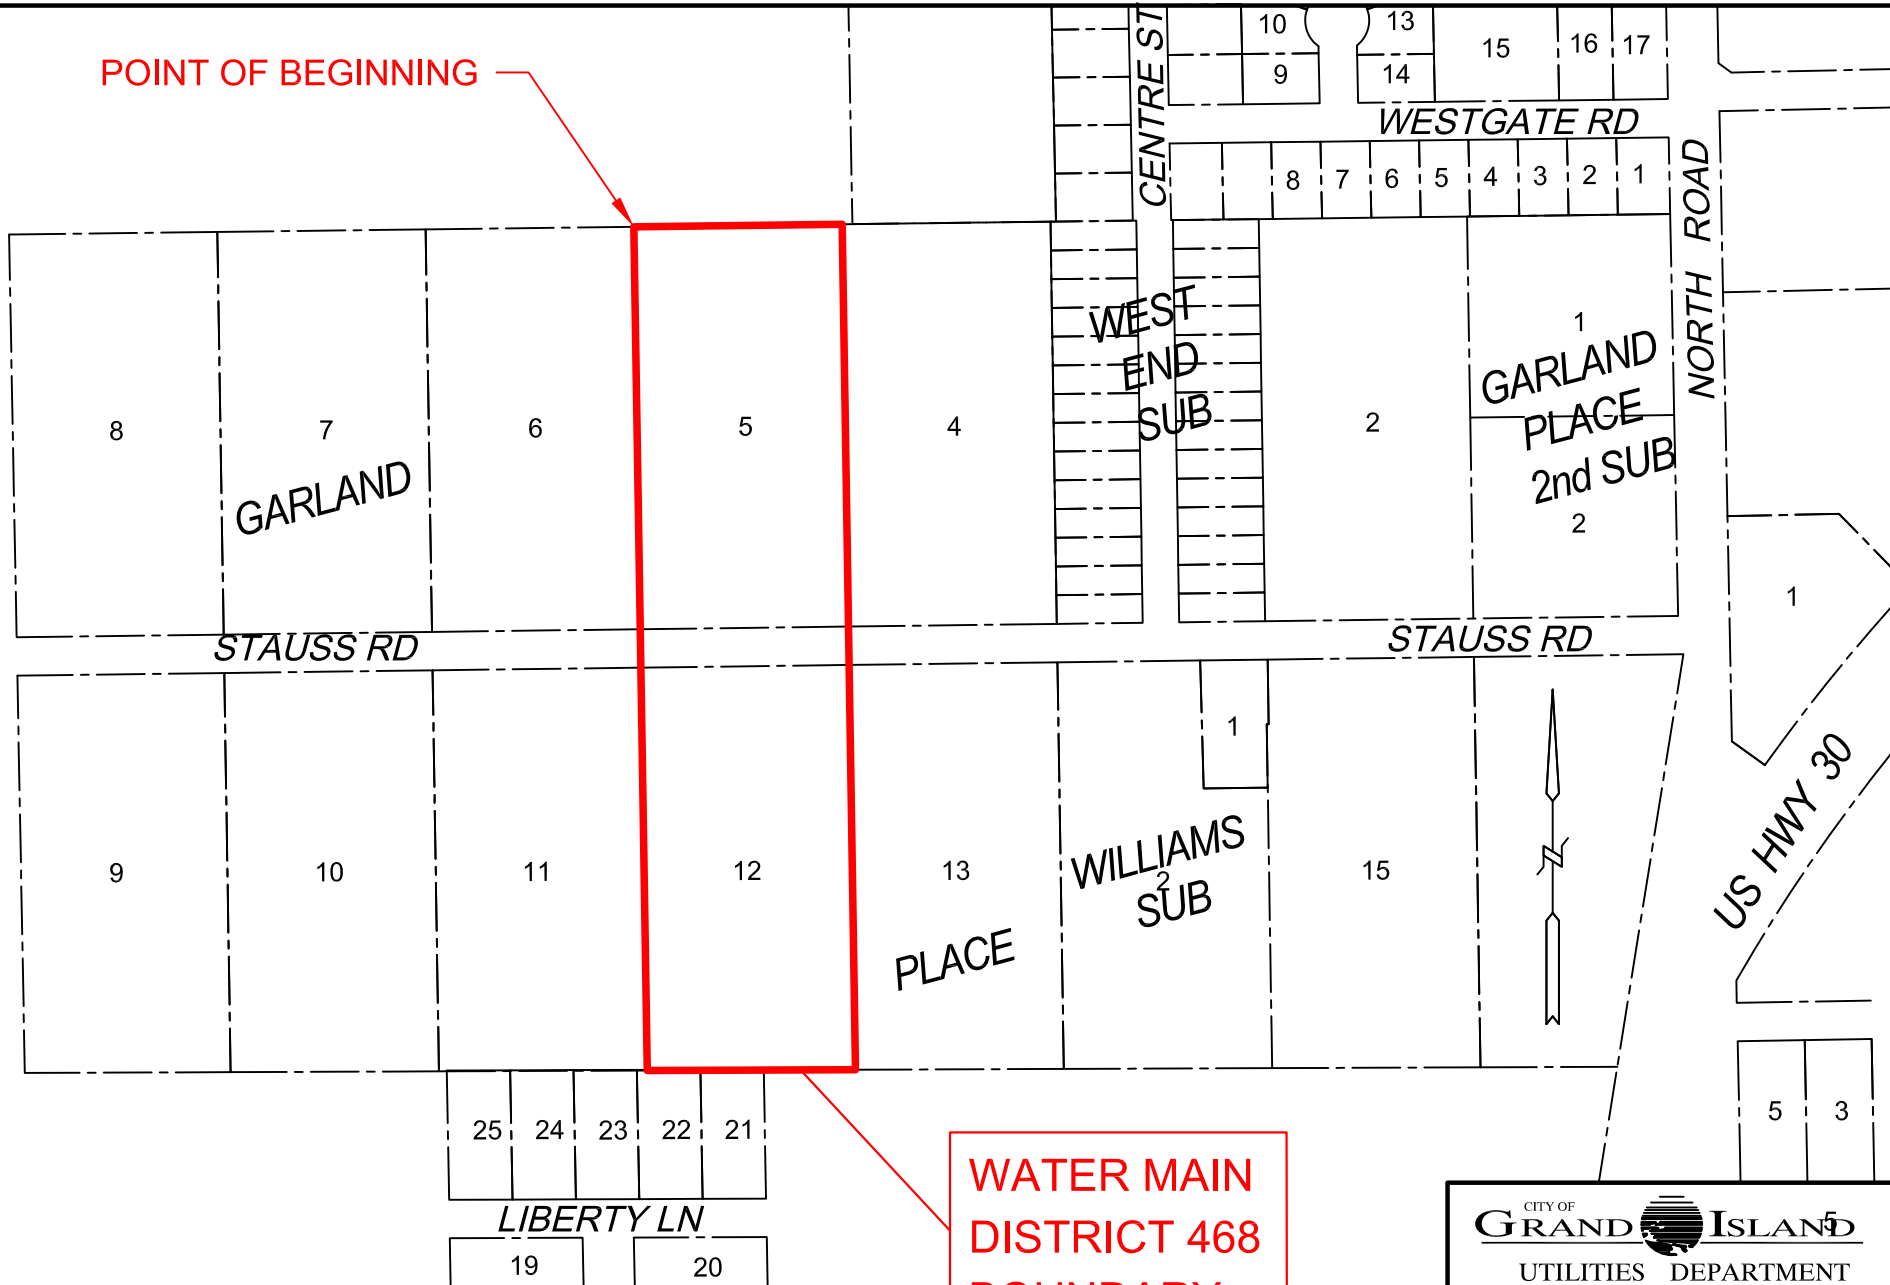 POINT OF BEGINNING
CENTRE ST
10
13
15
16
17
9
14
WESTGATE RD
8
7
6
5
4
3
2
1
NORTH ROAD
8
7
6
5
4
2
1
GARLAND
WEST
END
SUB
GARLAND
PLACE
2nd SUB
2
1
STAUSS RD
STAUSS RD
1
US HWY 30
9
10
11
12
13
WILLIAMS
2
SUB
15
PLACE
25
24
23
22
21
5
3
LIBERTY LN
19
20
WATER MAIN
DISTRICT 468
BOUNDARY
CITY OF
GRAND ISLAND
5
UTILITIES DEPARTMENT